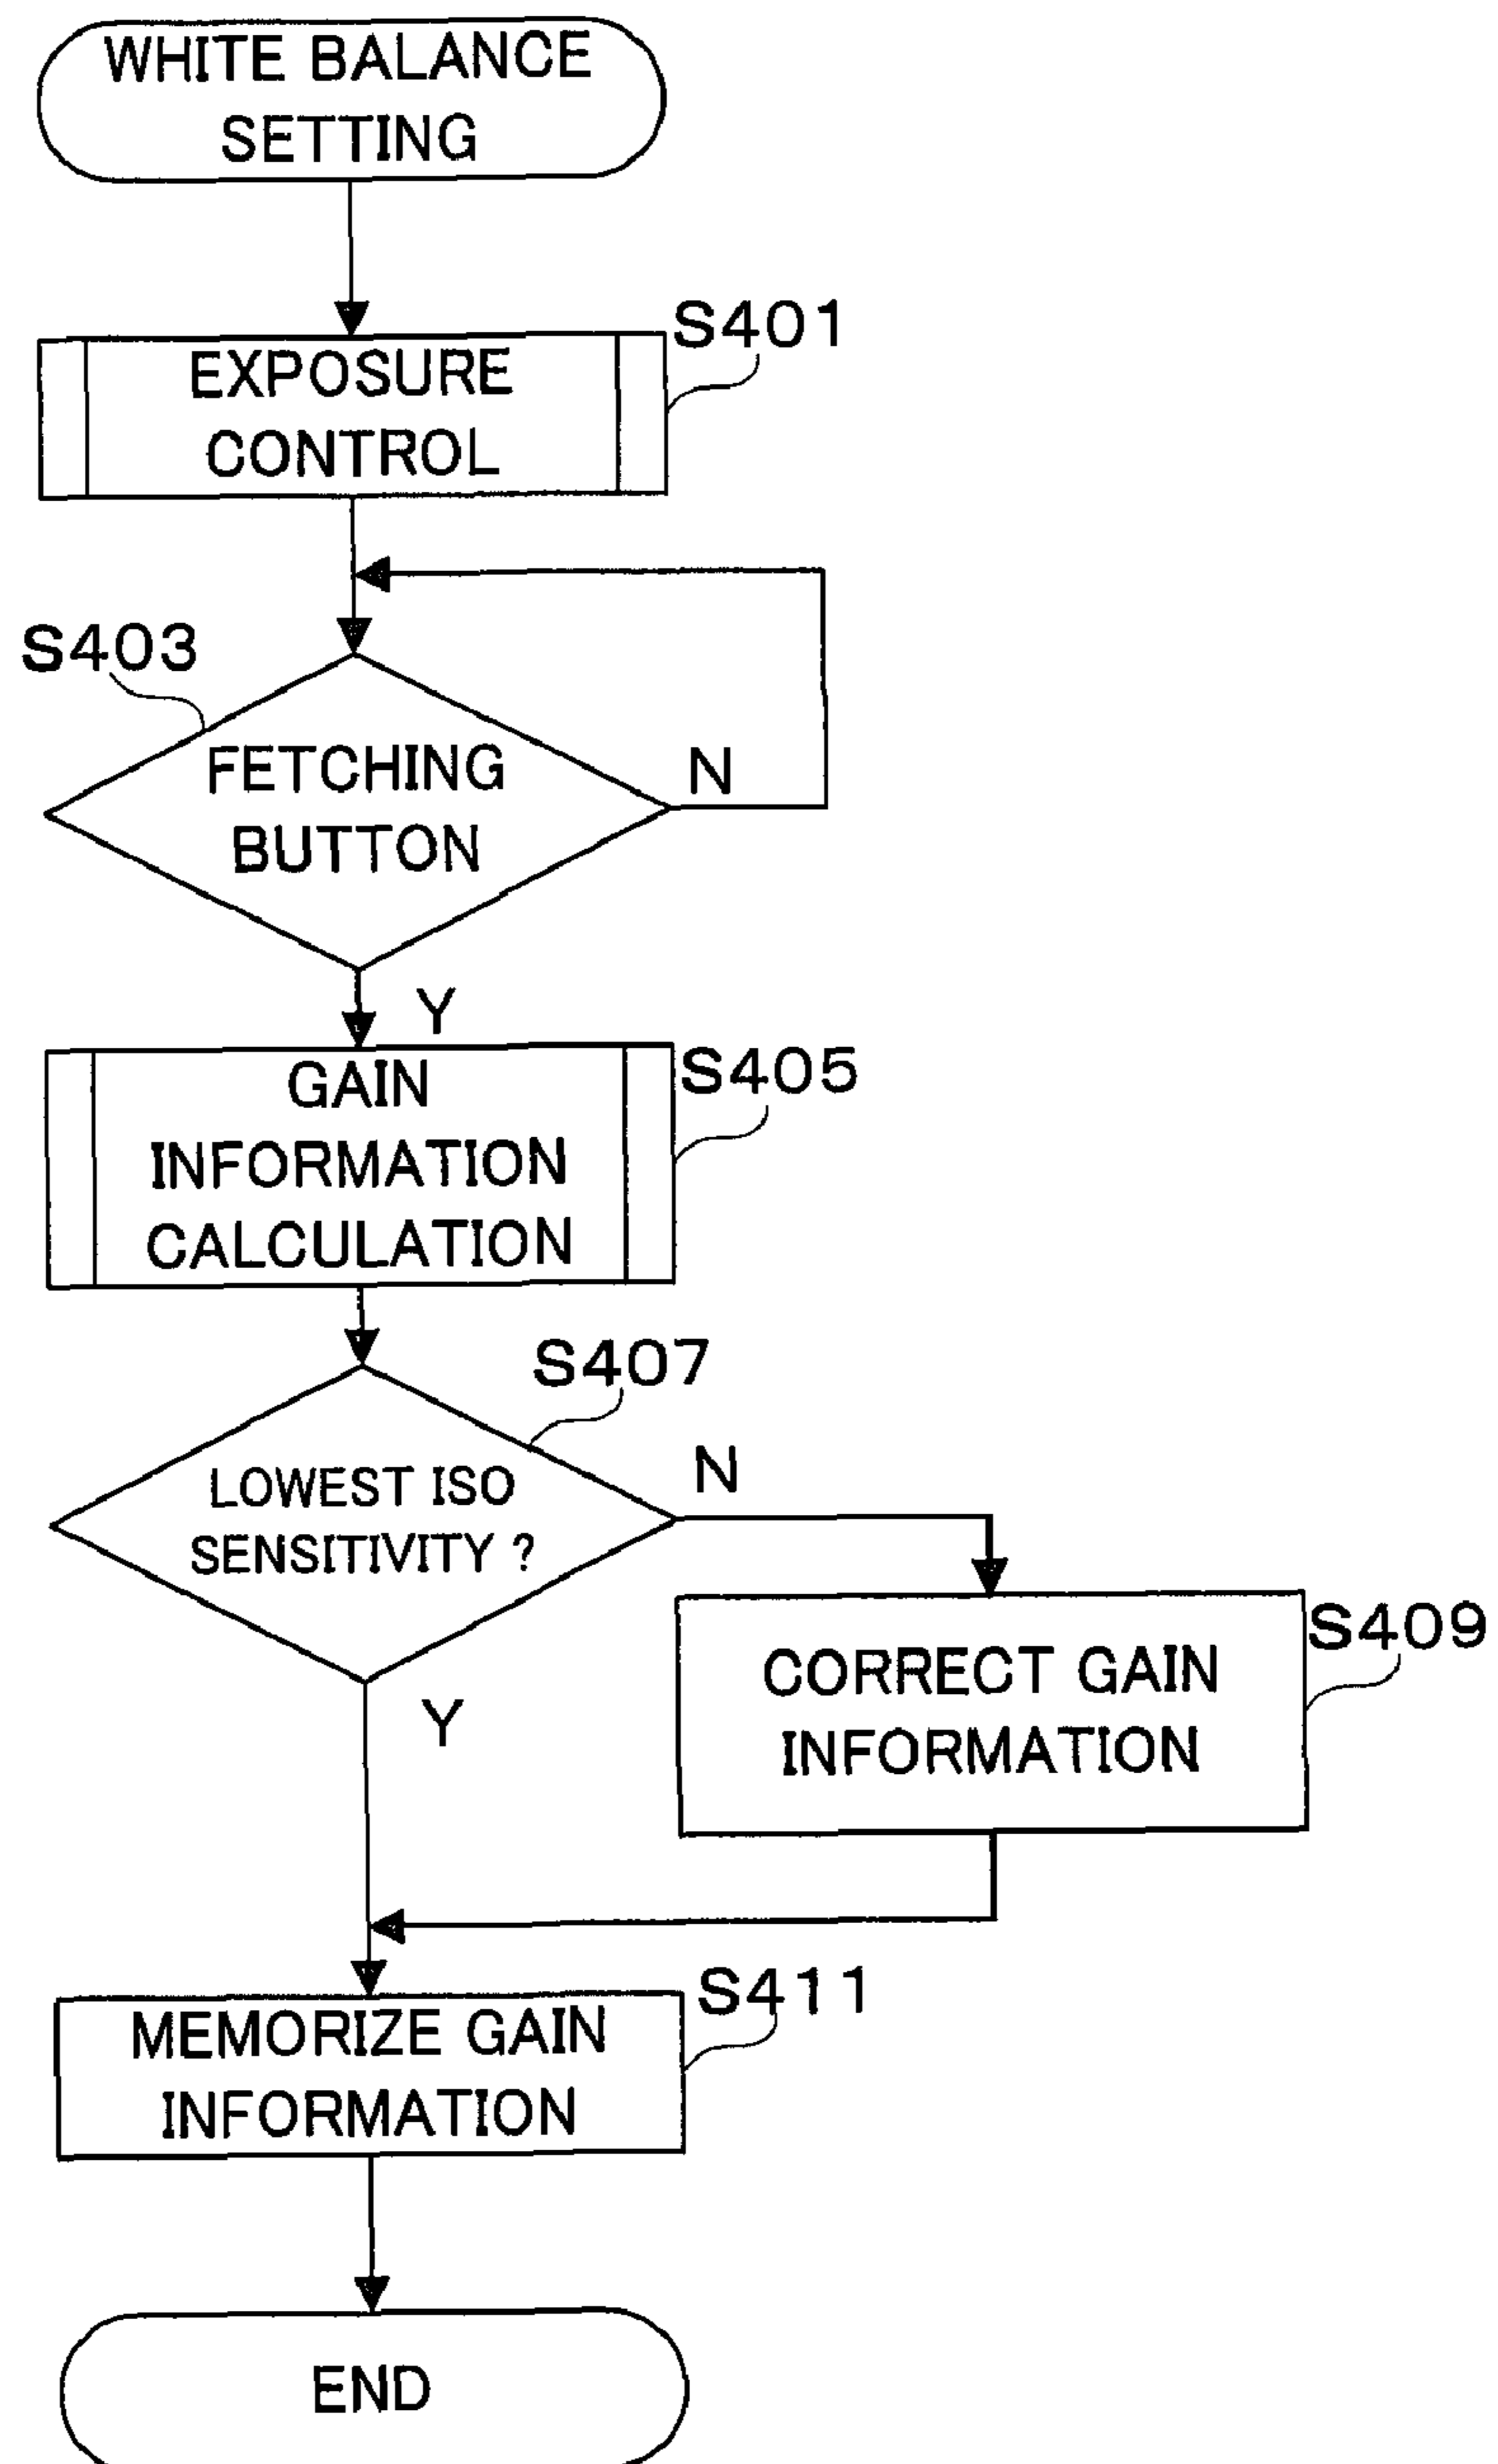 WHITE BALANCE
SETTING
S401
EXPOSURE
CONTROL
S403
FETCHING
BUTTON
N
Y
S405
GAIN
INFORMATION
CALCULATION
S407
LOWEST ISO
SENSITIVITY ?
N
Y
S409
CORRECT GAIN
INFORMATION
S411
MEMORIZE GAIN
INFORMATION
END